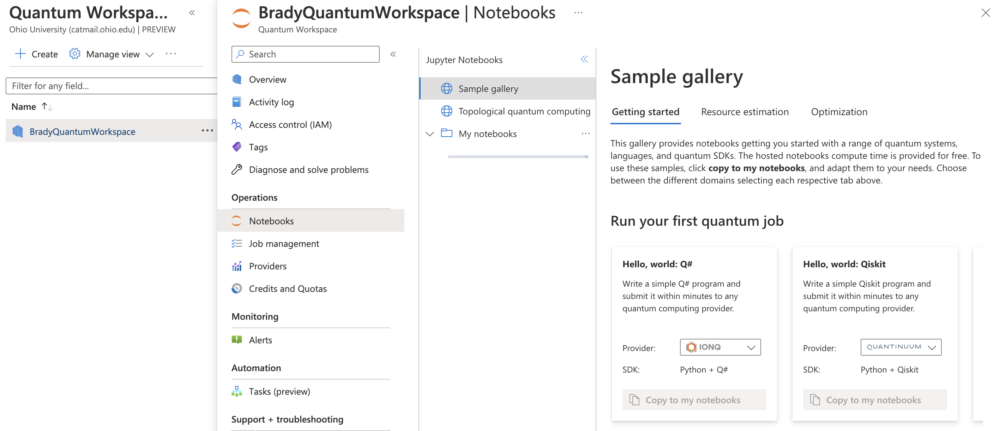 Quantum Workspa...
Ohio University (catmail.ohio.edu) | PREVIEW
Create
Manage view
Filter for any field...
Name
BradyQuantumWorkspace
BradyQuantumWorkspace | Notebooks
Quantum Workspace
Search
Overview
Activity log
Access control (IAM)
Tags
Diagnose and solve problems
Operations
Notebooks
Job management
Providers
Credits and Quotas
Monitoring
Alerts
Automation
Tasks (preview)
Support + troubleshooting
Jupyter Notebooks
Sample gallery
Topological quantum computing
My notebooks
Sample gallery
Getting started
Resource estimation
Optimization
This gallery provides notebooks getting you started with a range of quantum systems,
languages, and quantum SDKs. The hosted notebooks compute time is provided for free. To
use these samples, click copy to my notebooks, and adapt them to your needs. Choose
between the different domains selecting each respective tab above.
Run your first quantum job
Hello, world: Q#
Write a simple Q# program and
submit it within minutes to any
quantum computing provider.
Provider:
IONQ
SDK:
Python + Q#
Copy to my notebooks
Hello, world: Qiskit
Write a simple Qiskit program and
submit it within minutes to any
quantum computing provider.
Provider:
QUANTINUUM
SDK:
Python + Qiskit
Copy to my notebooks